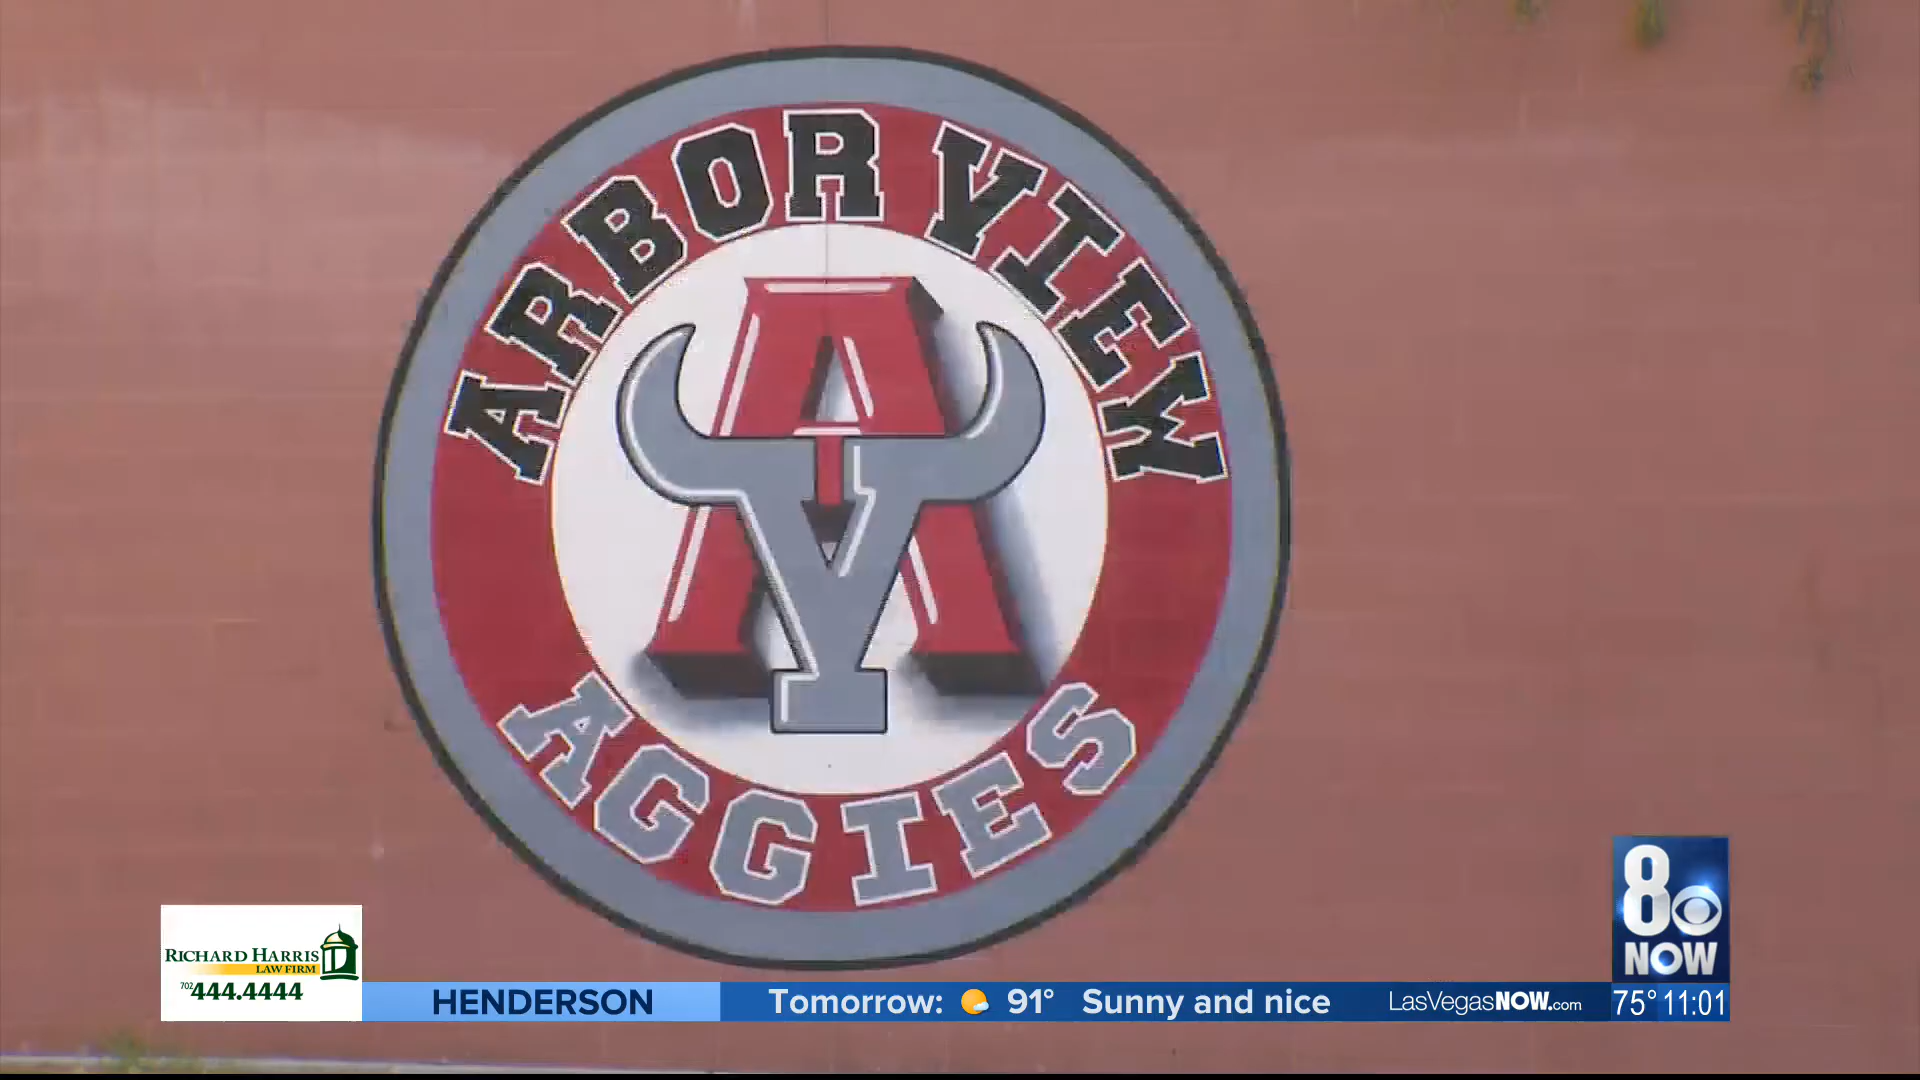 ARBOR VIEW
AV
AGGIES
8
NOW
RICHARD HARRIS
LAW FIRM
702 444.4444
HENDERSON
Tomorrow: 91° Sunny and nice
LasVegasNOW.com
75° 11:01